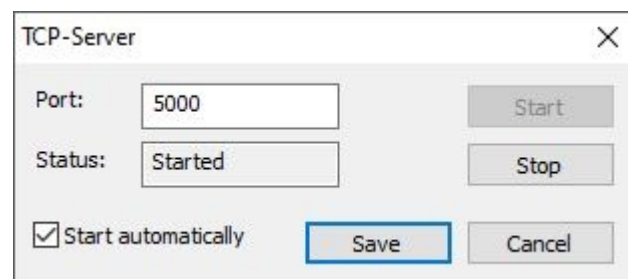 TCP-Server
Port: 5000 Start
Status: Started Stop
Start automatically Save Cancel